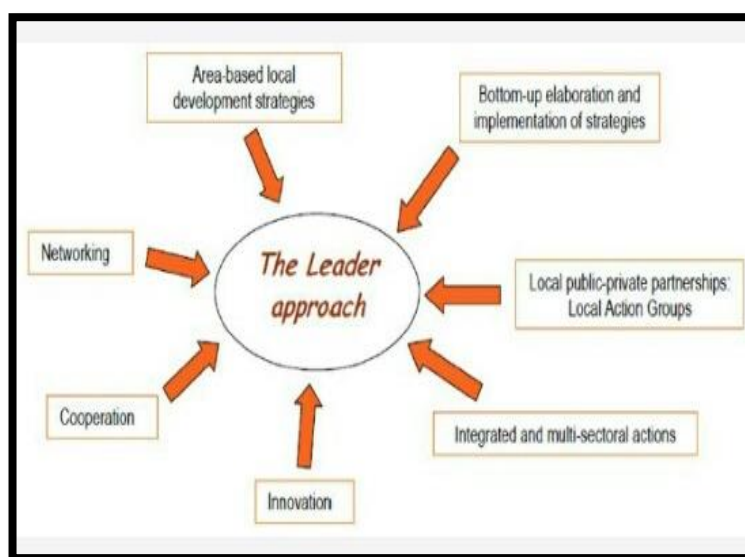 Area-based local
development strategies
Bottom-up elaboration and
implementation of strategies
Networking
The Leader
approach
Local public-private partnerships:
Local Action Groups
Cooperation
Integrated and multi-sectoral actions
Innovation